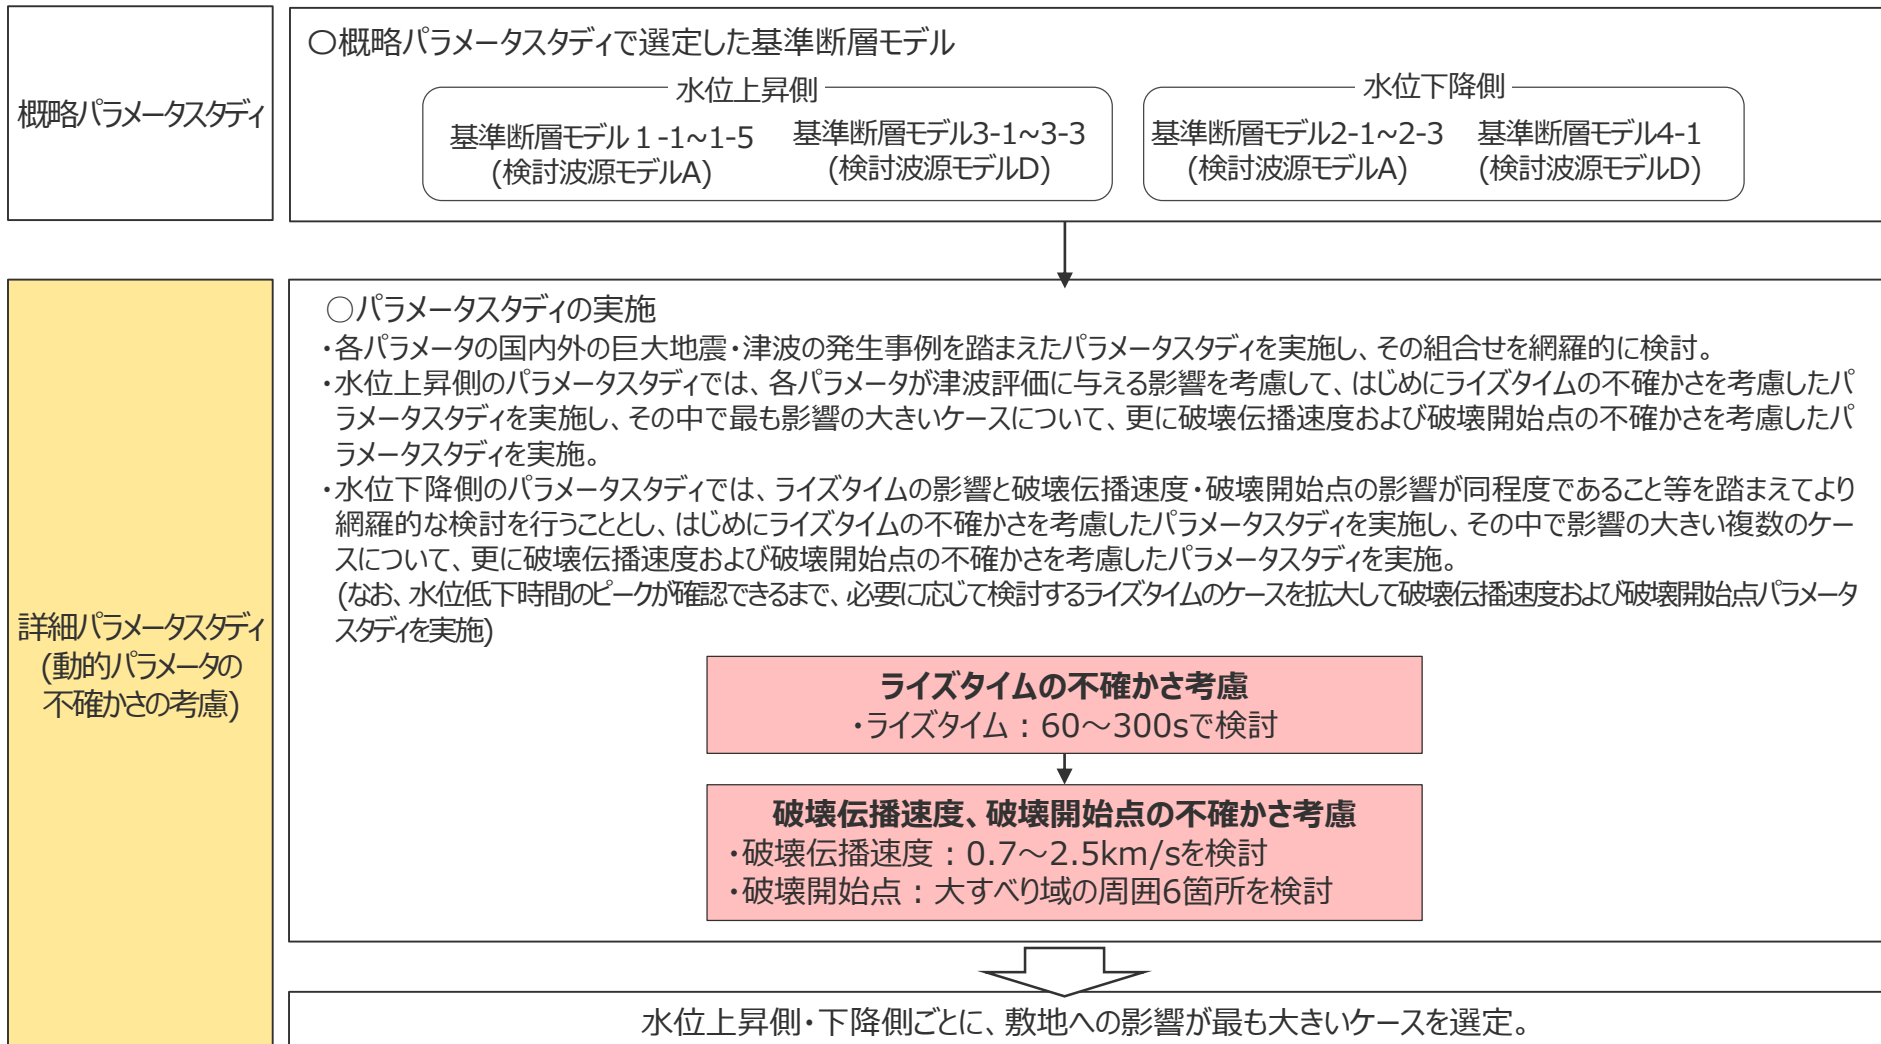 概略パラメータスタディ
〇概略パラメータスタディで選定した基準断層モデル
水位上昇側
基準断層モデル１-1~1-5
(検討波源モデルA)
基準断層モデル3-1~3-3
(検討波源モデルD)
水位下降側
基準断層モデル2-1~2-3
(検討波源モデルA)
基準断層モデル4-1
(検討波源モデルD)
詳細パラメータスタディ
(動的パラメータの
不確かさの考慮)
○パラメータスタディの実施
・各パラメータの国内外の巨大地震・津波の発生事例を踏まえたパラメータスタディを実施し、その組合せを網羅的に検討。
・水位上昇側のパラメータスタディでは、各パラメータが津波評価に与える影響を考慮して、はじめにライズタイムの不確かさを考慮したパ
ラメータスタディを実施し、その中で最も影響の大きいケースについて、更に破壊伝播速度および破壊開始点の不確かさを考慮したパ
ラメータスタディを実施。
・水位下降側のパラメータスタディでは、ライズタイムの影響と破壊伝播速度・破壊開始点の影響が同程度であること等を踏まえてより
網羅的な検討を行うこととし、はじめにライズタイムの不確かさを考慮したパラメータスタディを実施し、その中で影響の大きい複数のケー
スについて、更に破壊伝播速度および破壊開始点の不確かさを考慮したパラメータスタディを実施。
(なお、水位低下時間のピークが確認できるまで、必要に応じて検討するライズタイムのケースを拡大して破壊伝播速度および破壊開始点パラメータ
スタディを実施)
ライズタイムの不確かさ考慮
・ライズタイム：60～300sで検討
破壊伝播速度、破壊開始点の不確かさ考慮
・破壊伝播速度：0.7～2.5km/sを検討
・破壊開始点：大すべり域の周囲6箇所を検討
水位上昇側・下降側ごとに、敷地への影響が最も大きいケースを選定。